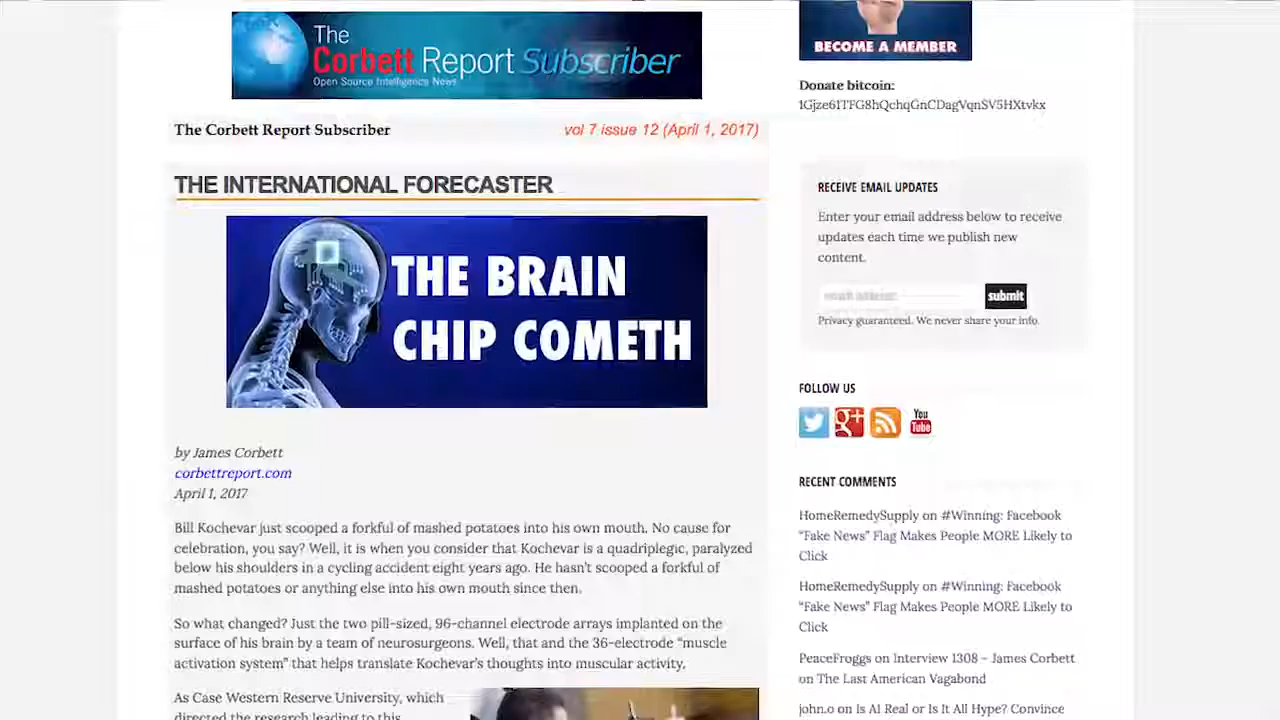 The
Corbett Report Subscriber
Open Source Intelligence News
The Corbett Report Subscriber
vol 7 issue 12 (April 1, 2017)
THE INTERNATIONAL FORECASTER
THE BRAIN
CHIP COMETH
by James Corbett
corbettreport.com
April 1, 2017
Bill Kochevar just scooped a forkful of mashed potatoes into his own mouth. No cause for
celebration, you say? Well, it is when you consider that Kochevar is a quadriplegic, paralyzed
below his shoulders in a cycling accident eight years ago. He hasn't scooped a forkful of
mashed potatoes or anything else into his own mouth since then.
So what changed? Just the two pill-sized, 96-channel electrode arrays implanted on the
surface of his brain by a team of neurosurgeons. Well, that and the 36-electrode “muscle
activation system” that helps translate Kochevar's thoughts into muscular activity.
As Case Western Reserve University, which
directed the research leading to this
BECOME A MEMBER
Donate bitcoin:
RECEIVE EMAIL UPDATES
Enter your email address below to receive
updates each time we publish new
content.
submit
Privacy guaranteed. We never share your info.
FOLLOW US
You
Tube
RECENT COMMENTS
HomeRemedySupply on #Winning: Facebook
“Fake News” Flag Makes People MORE Likely to
Click
HomeRemedySupply on #Winning: Facebook
“Fake News” Flag Makes People MORE Likely to
Click
PeaceFroggs on Interview 1308 – James Corbett
on The Last American Vagabond
john.o on Is AI Real or Is It All Hype? Convince